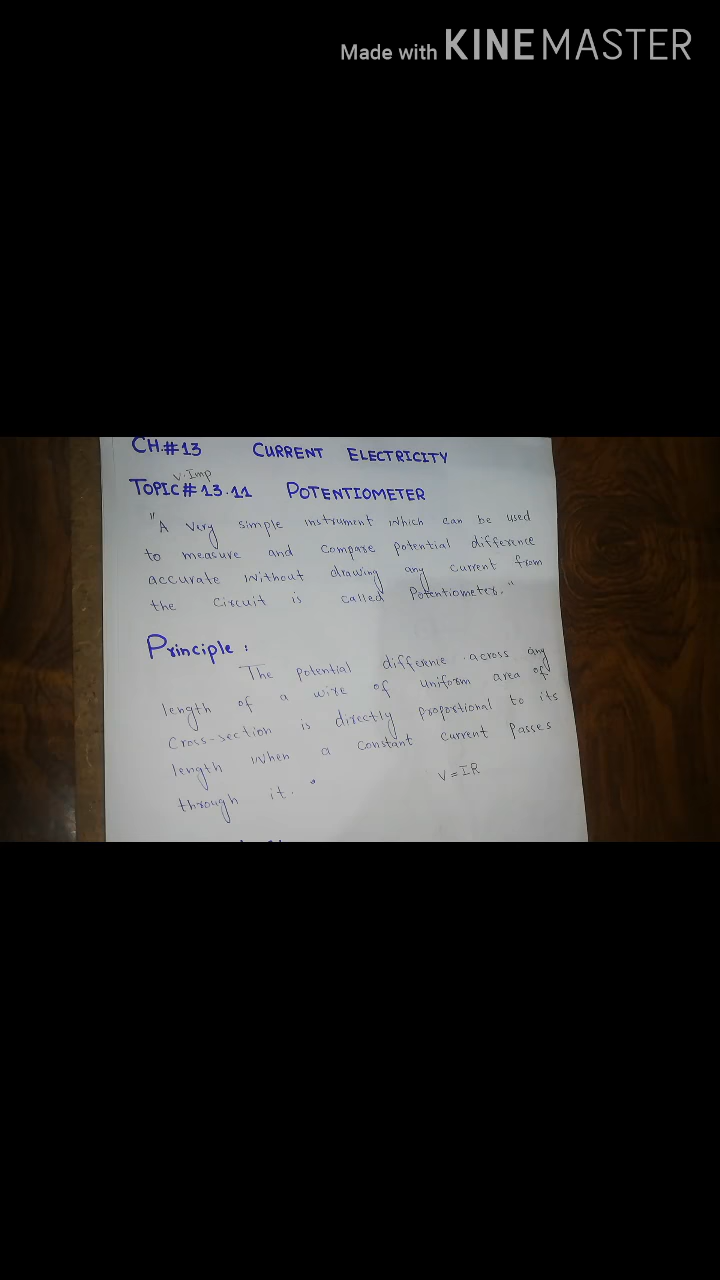 Made with KINEMASTER
CH.#13 CURRENT ELECTRICITY
V.Imp
TOPIC#13.11 POTENTIOMETER
"A very simple instrument which can be used
to measure and compare potential difference
accurate without drawing any current from
the circuit is called Potentiometer."
Principle :
The potential difference across any
length of a wire of uniform area of
Cross-section is directly proportional to its
length when a constant current passes
through it."
V = IR